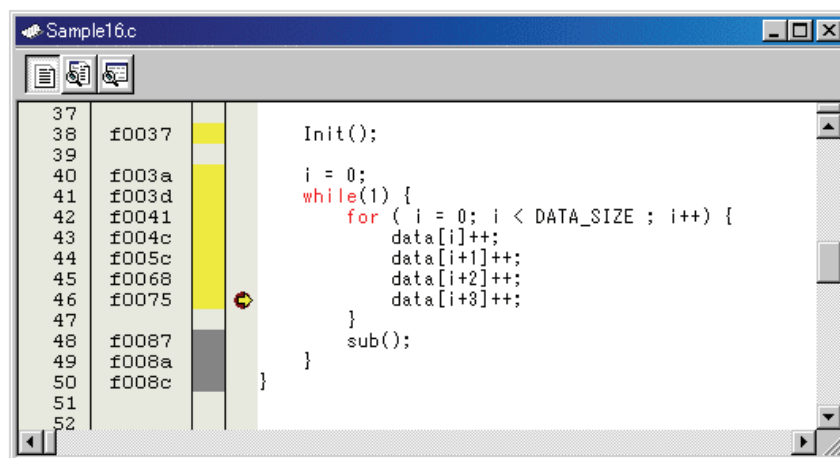 Sample16.c
37
38 f0037 Init();
39
40 f003a i = 0;
41 f003d while(1) {
42 f0041 for ( i = 0; i < DATA_SIZE ; i++) {
43 f004c data[i]++;
44 f005c data[i+1]++;
45 f0068 data[i+2]++;
46 f0075 data[i+3]++;
47 }
48 f0087 sub();
49 f008a }
50 f008c }
51
52